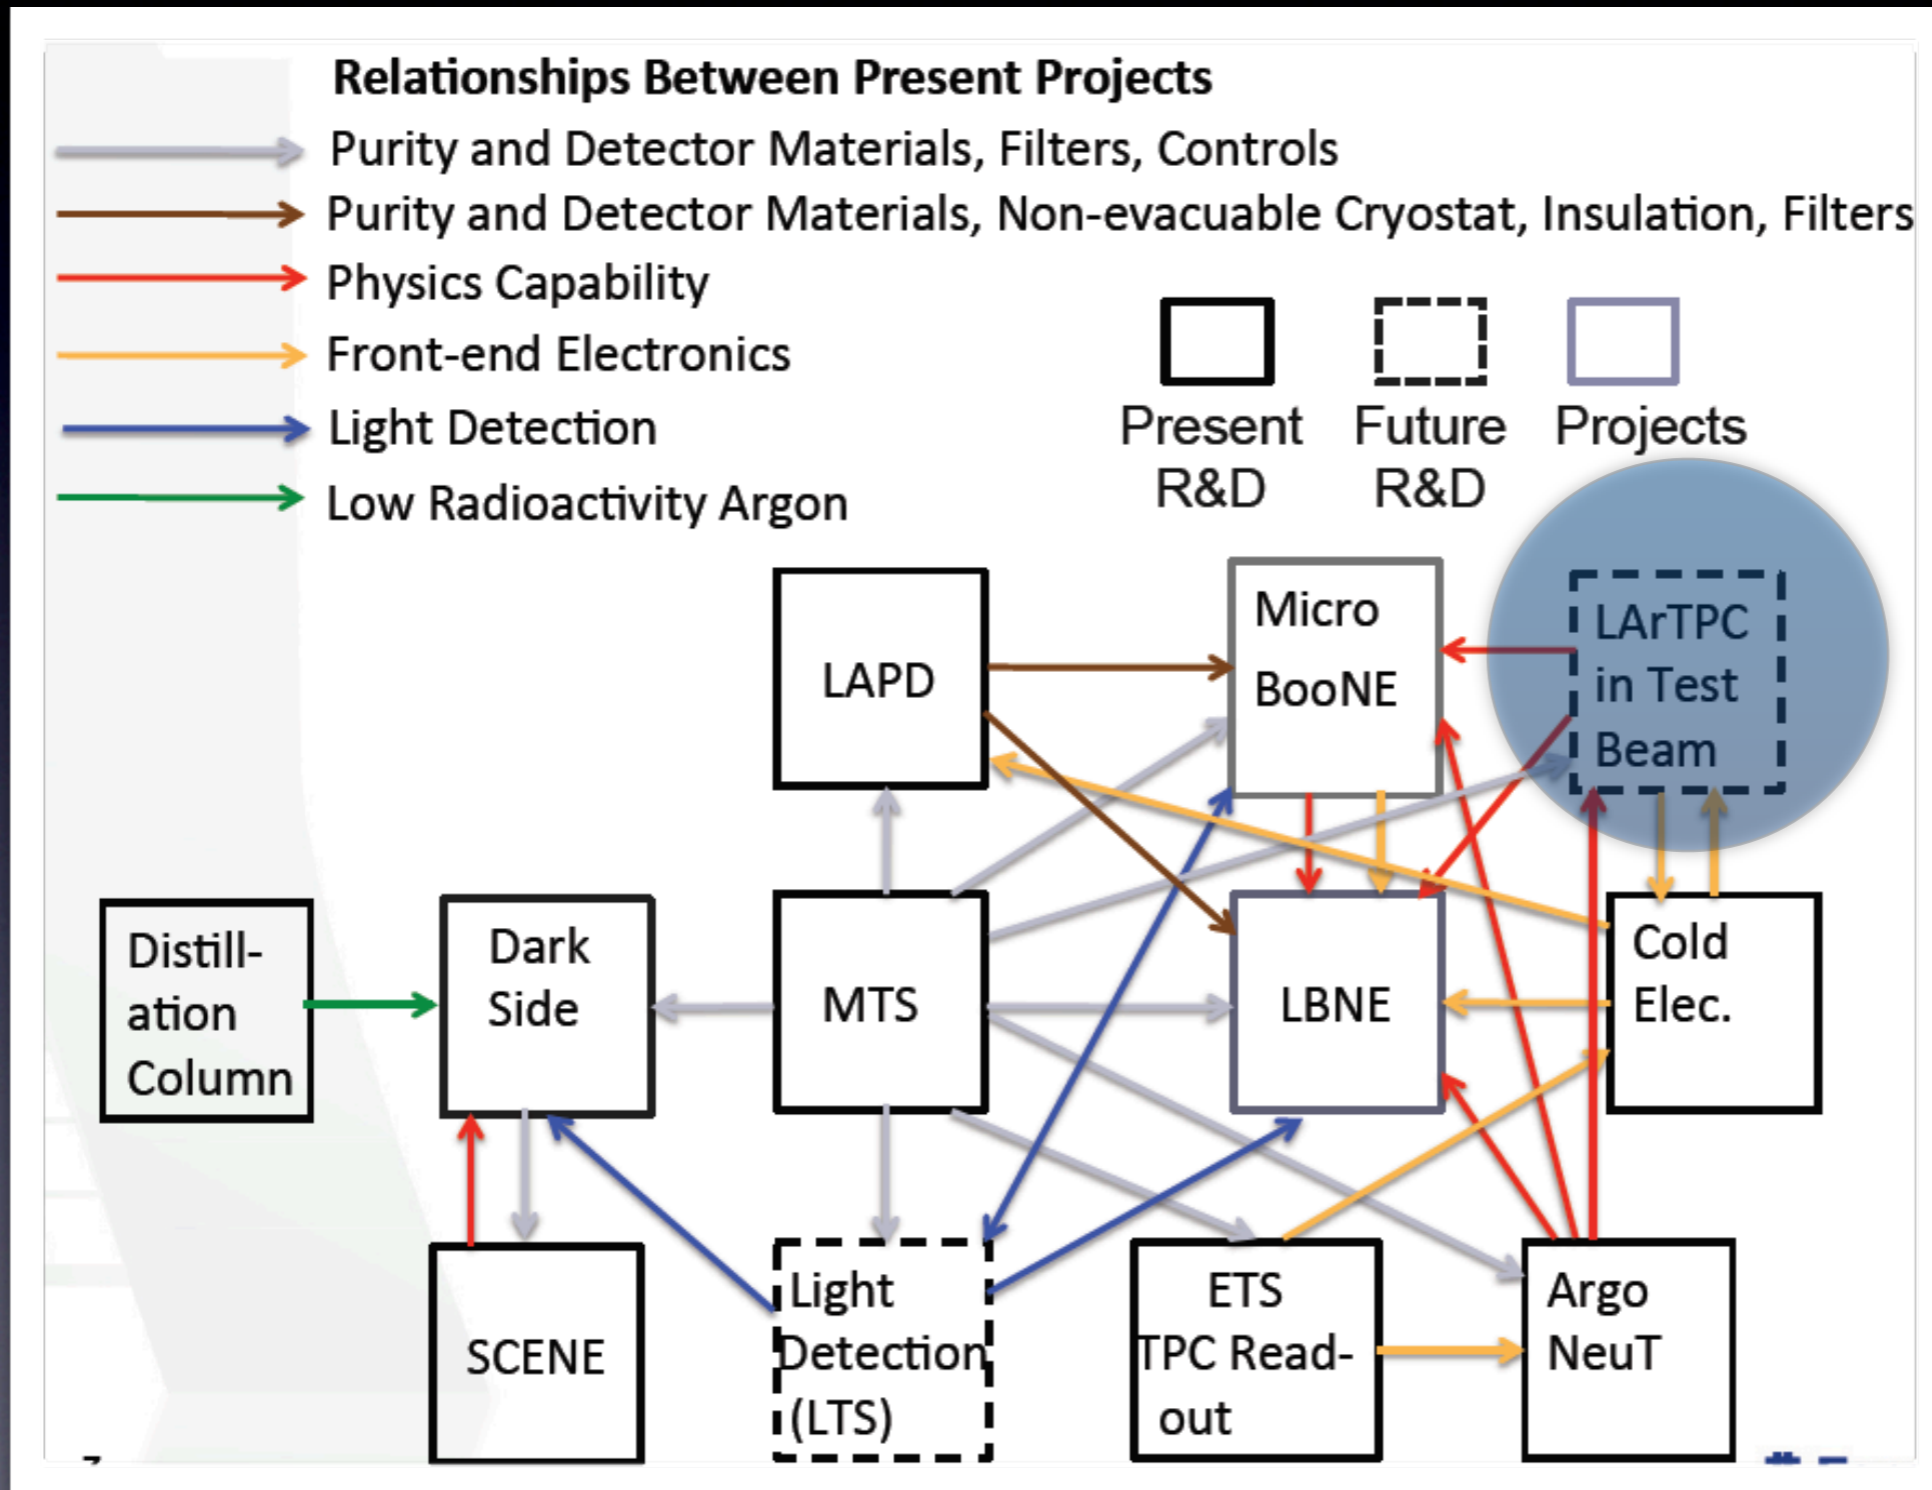 Relationships Between Present Projects
Purity and Detector Materials, Filters, Controls
Purity and Detector Materials, Non-evacuable Cryostat, Insulation, Filters
Physics Capability
Front-end Electronics
Light Detection
Low Radioactivity Argon
Present
R&D
Future
R&D
Projects
LAPD
Micro
BooNE
LArTPC
in Test
Beam
Distill-
ation
Column
Dark
Side
MTS
LBNE
Cold
Elec.
SCENE
Light
Detection
(LTS)
ETS
TPC Read-
out
Argo
NeuT